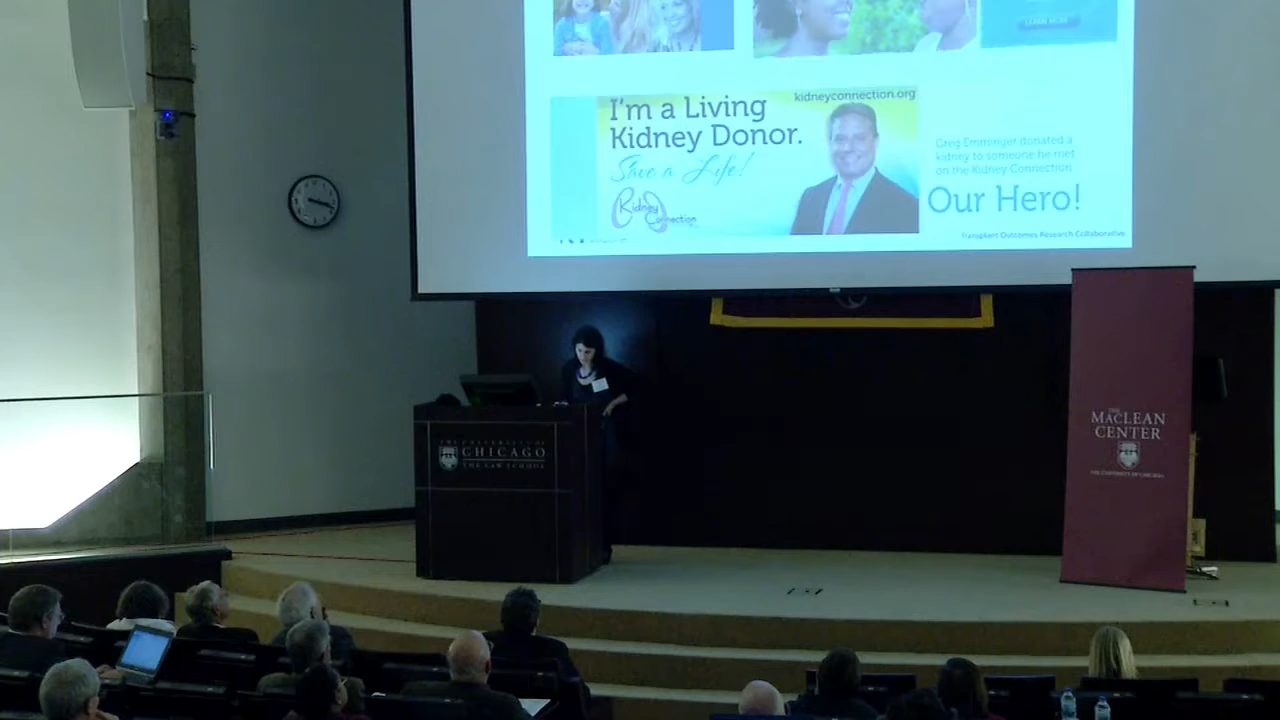 LEARN MORE
kidneyconnection.org
I'm a Living
Kidney Donor.
Save a Life!
Kidney
Connection
Greg Emminger donated a
kidney to someone he met
on the Kidney Connection
Our Hero!
Transplant Outcomes Research Collaborative
THE UNIVERSITY OF
CHICAGO
THE LAW SCHOOL
THE
MACLEAN
CENTER
THE UNIVERSITY OF CHICAGO